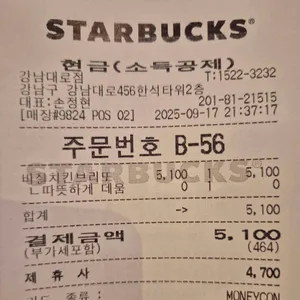 STARBUCKS®
현금(소득공제)
강남대로점 T:1522-3232
강남구 강남대로456한석타워2층
대표:손정현 201-81-21515
[매장#9824 POS 02] 2025-09-17 21:37:17
주문번호 B-56
바질치킨브리또 5,100 1 5,100
ㄴ따뜻하게 데움 0 0
합계 -> 5,100
결제금액 5,100
(부가세포함) (464)
제 휴 사 4,700
카드 종류: MONEYCON